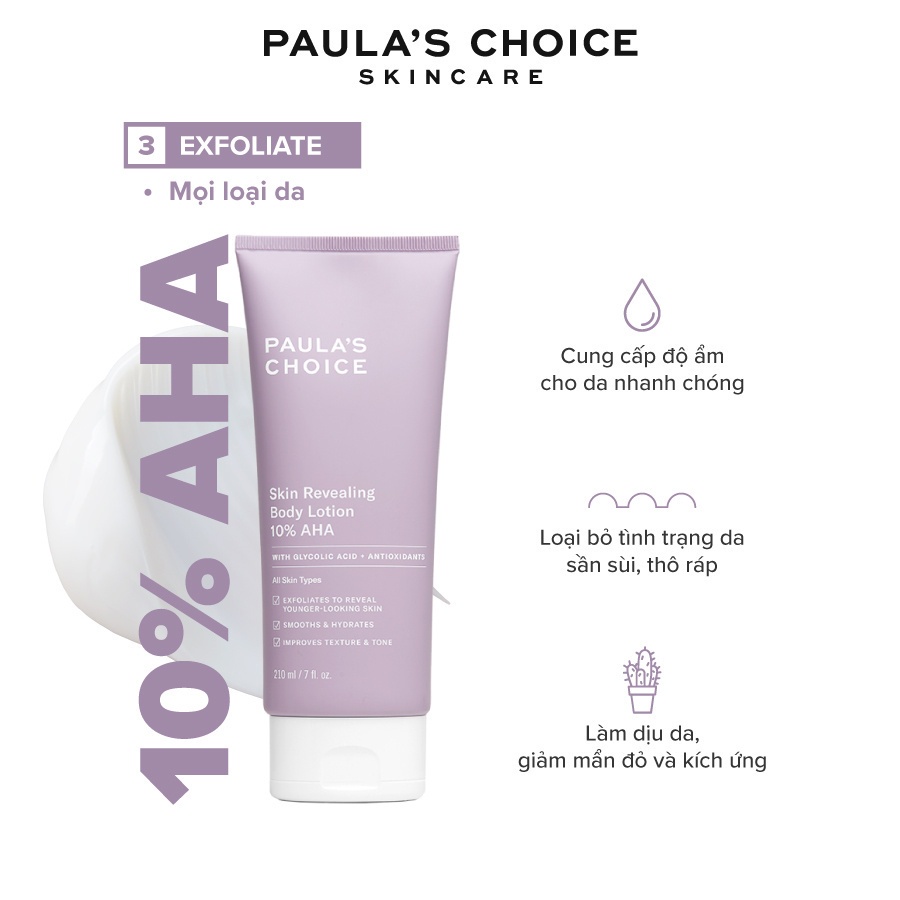 PAULA'S CHOICE
SKINCARE
3 EXFOLIATE
• Mọi loại da
10% AHA
PAULA'S
CHOICE
Skin Revealing
Body Lotion
10% AHA
WITH GLYCOLIC ACID + ANTIOXIDANTS
All Skin Types
☑ EXFOLIATES TO REVEAL
YOUNGER-LOOKING SKIN
☑ SMOOTHS & HYDRATES
☑ IMPROVES TEXTURE & TONE
210 ml / 7 fl. oz.
Cung cấp độ ẩm
cho da nhanh chóng
Loại bỏ tình trạng da
sần sùi, thô ráp
Làm dịu da,
giảm mẩn đỏ và kích ứng